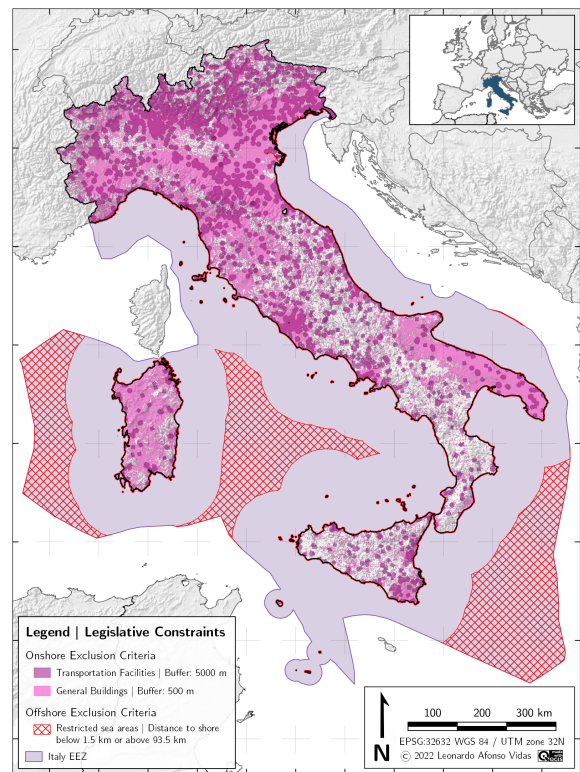 Legend | Legislative Constraints
Onshore Exclusion Criteria
Transportation Facilities | Buffer: 5000 m
General Buildings | Buffer: 500 m
Offshore Exclusion Criteria
Restricted sea areas | Distance to shore
below 1.5 km or above 93.5 km
Italy EEZ
N
100 200 300 km
EPSG:32632 WGS 84 / UTM zone 32N
© 2022 Leonardo Afonso Vidas